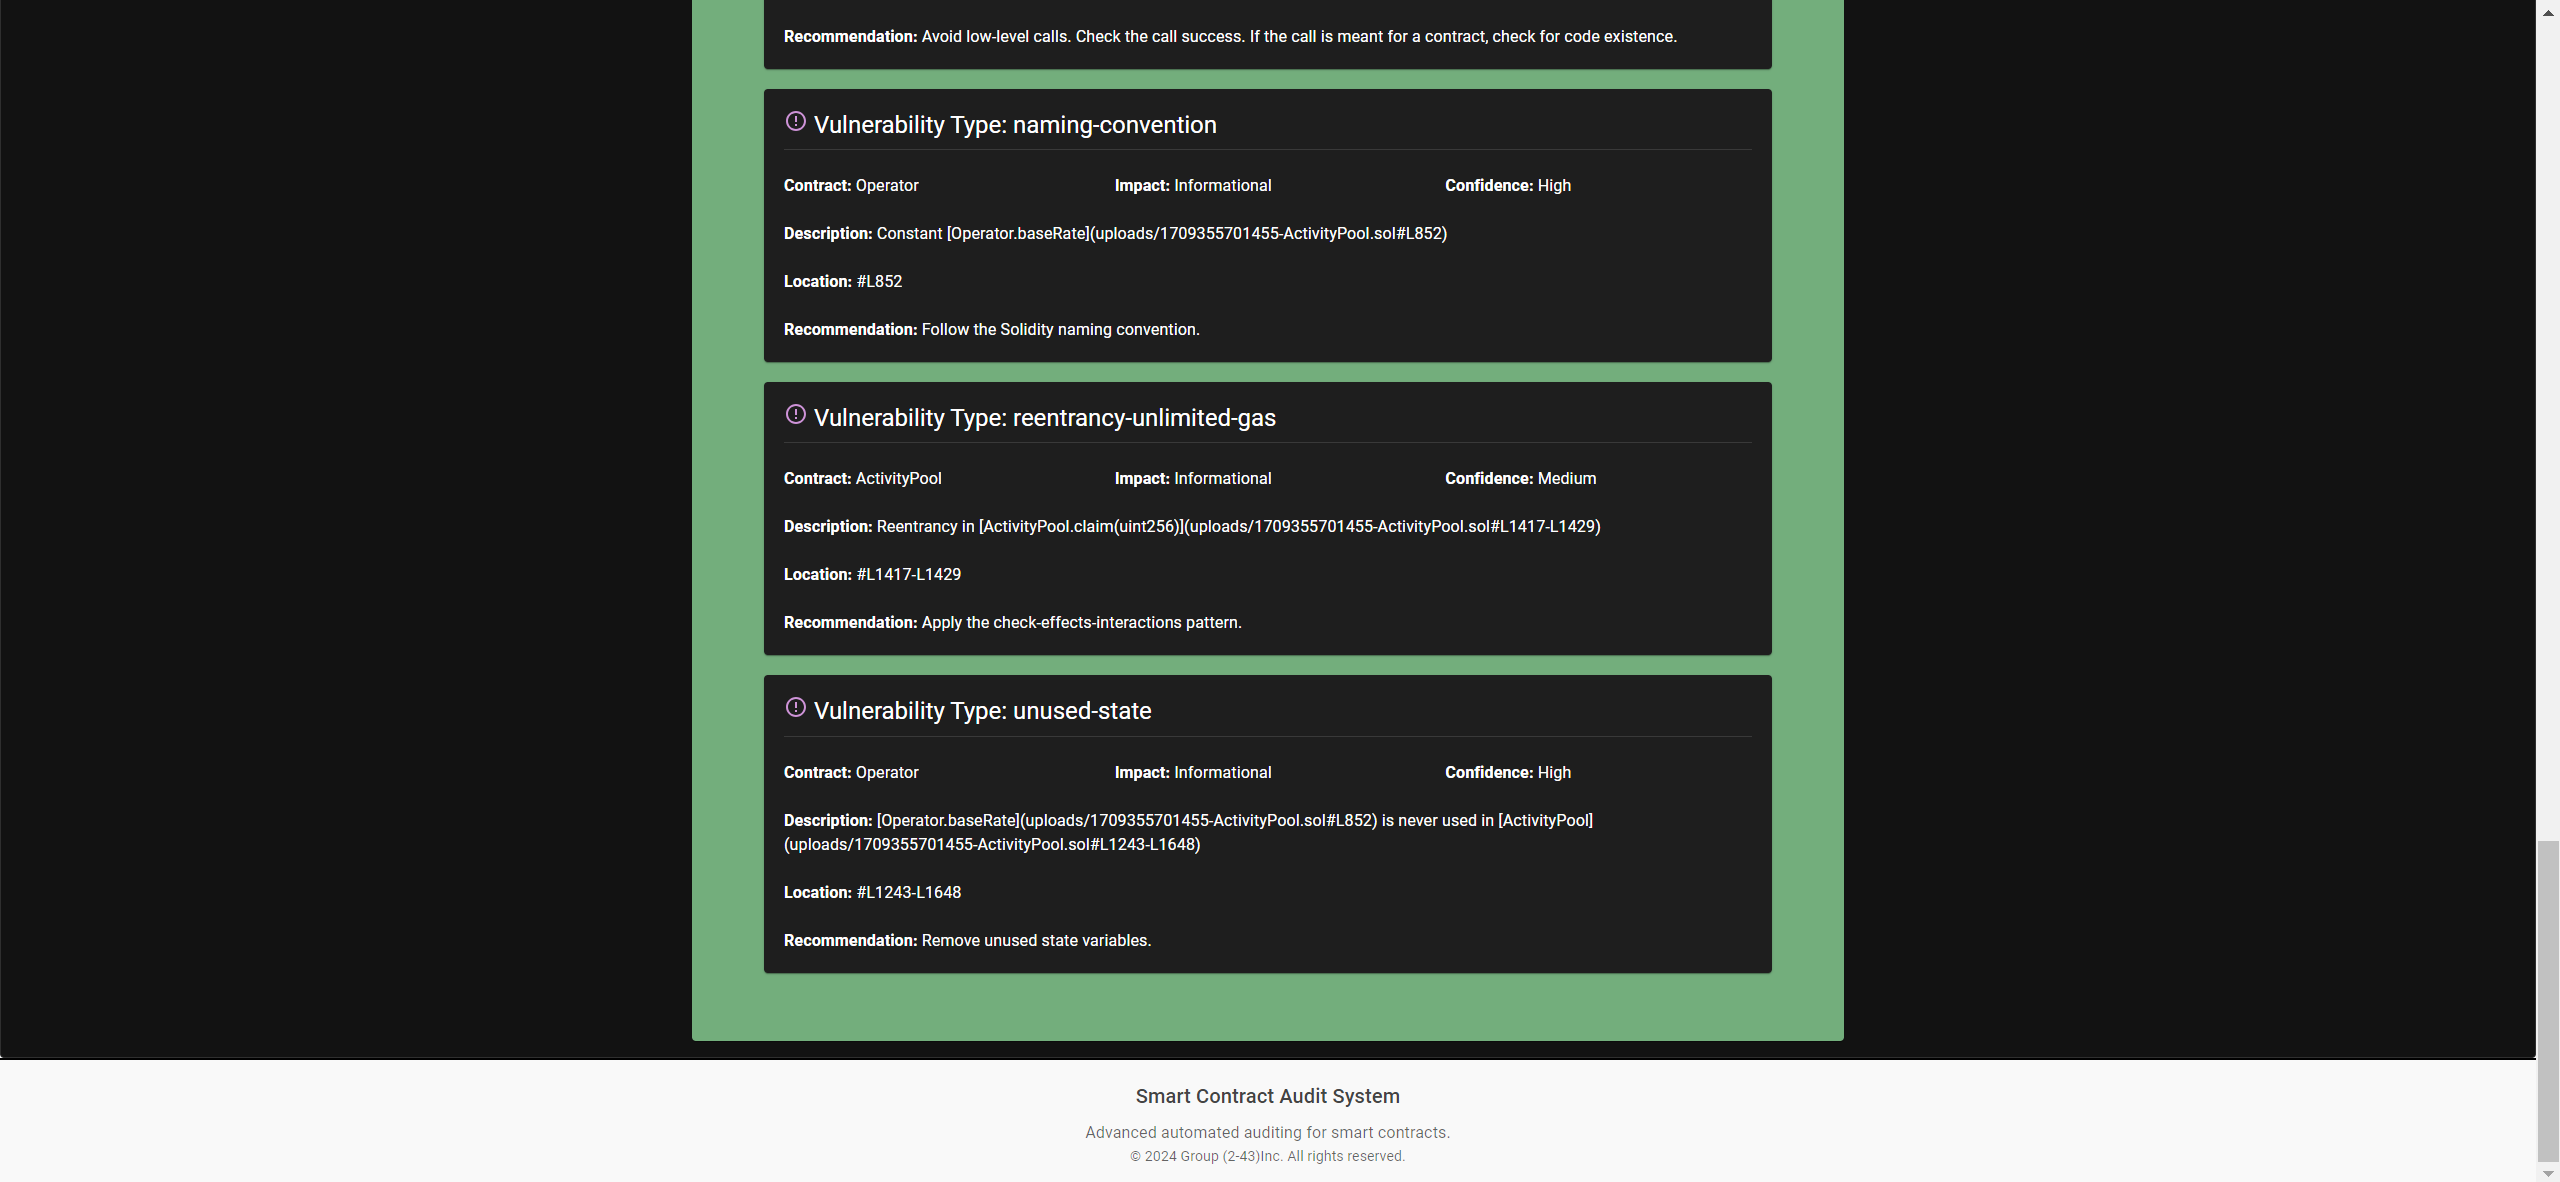 Recommendation: Avoid low-level calls. Check the call success. If the call is meant for a contract, check for code existence.
Vulnerability Type: naming-convention
Contract: Operator Impact: Informational Confidence: High
Description: Constant [Operator.baseRate](uploads/1709355701455-ActivityPool.sol#L852)
Location: #L852
Recommendation: Follow the Solidity naming convention.
Vulnerability Type: reentrancy-unlimited-gas
Contract: ActivityPool Impact: Informational Confidence: Medium
Description: Reentrancy in [ActivityPool.claim(uint256)](uploads/1709355701455-ActivityPool.sol#L1417-L1429)
Location: #L1417-L1429
Recommendation: Apply the check-effects-interactions pattern.
Vulnerability Type: unused-state
Contract: Operator Impact: Informational Confidence: High
Description: [Operator.baseRate](uploads/1709355701455-ActivityPool.sol#L852) is never used in [ActivityPool]
(uploads/1709355701455-ActivityPool.sol#L1243-L1648)
Location: #L1243-L1648
Recommendation: Remove unused state variables.
Smart Contract Audit System
Advanced automated auditing for smart contracts.
© 2024 Group (2-43)Inc. All rights reserved.